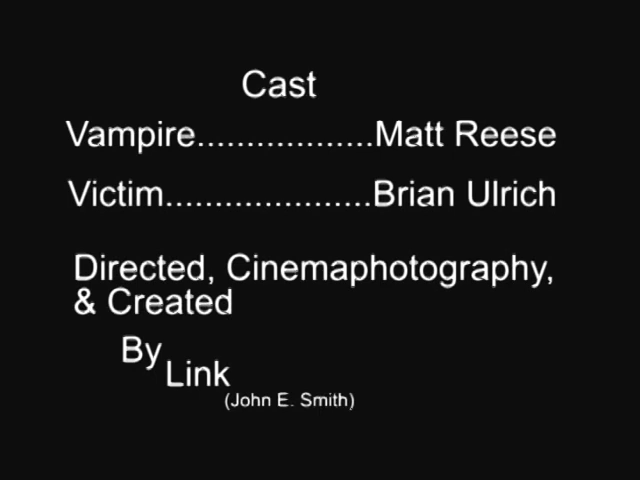 Cast
Vampire..................Matt Reese
Victim.....................Brian Ulrich
Directed, Cinemaphotography,
& Created
By
Link
(John E. Smith)